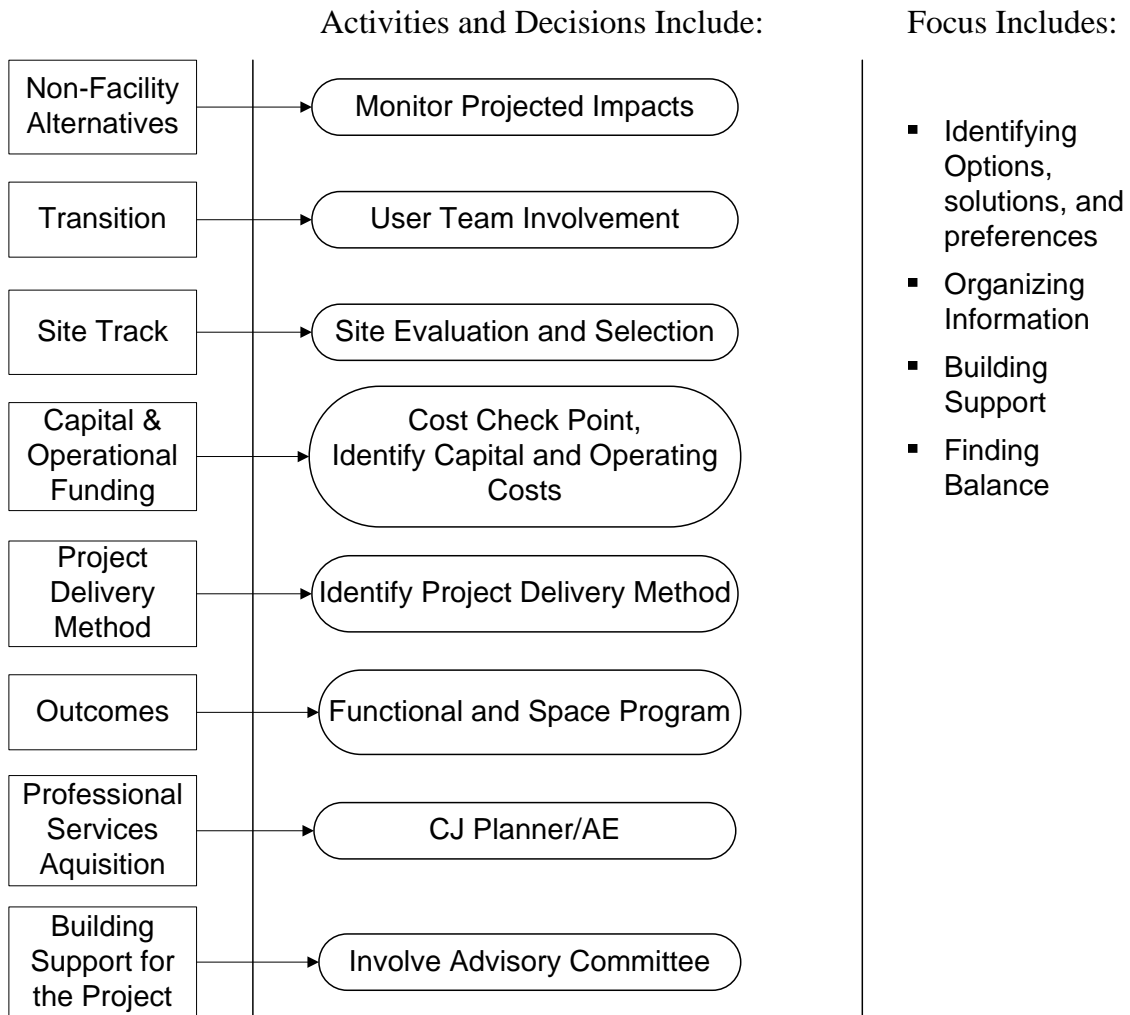 Activities and Decisions Include:
Focus Includes:
Non-Facility
Alternatives
Monitor Projected Impacts
Transition
User Team Involvement
Site Track
Site Evaluation and Selection
Capital &
Operational
Funding
Cost Check Point,
Identify Capital and Operating
Costs
Project
Delivery
Method
Identify Project Delivery Method
Outcomes
Functional and Space Program
Professional
Services
Aquisition
CJ Planner/AE
Building
Support for
the Project
Involve Advisory Committee
▪ Identifying
Options,
solutions, and
preferences
▪ Organizing
Information
▪ Building
Support
▪ Finding
Balance